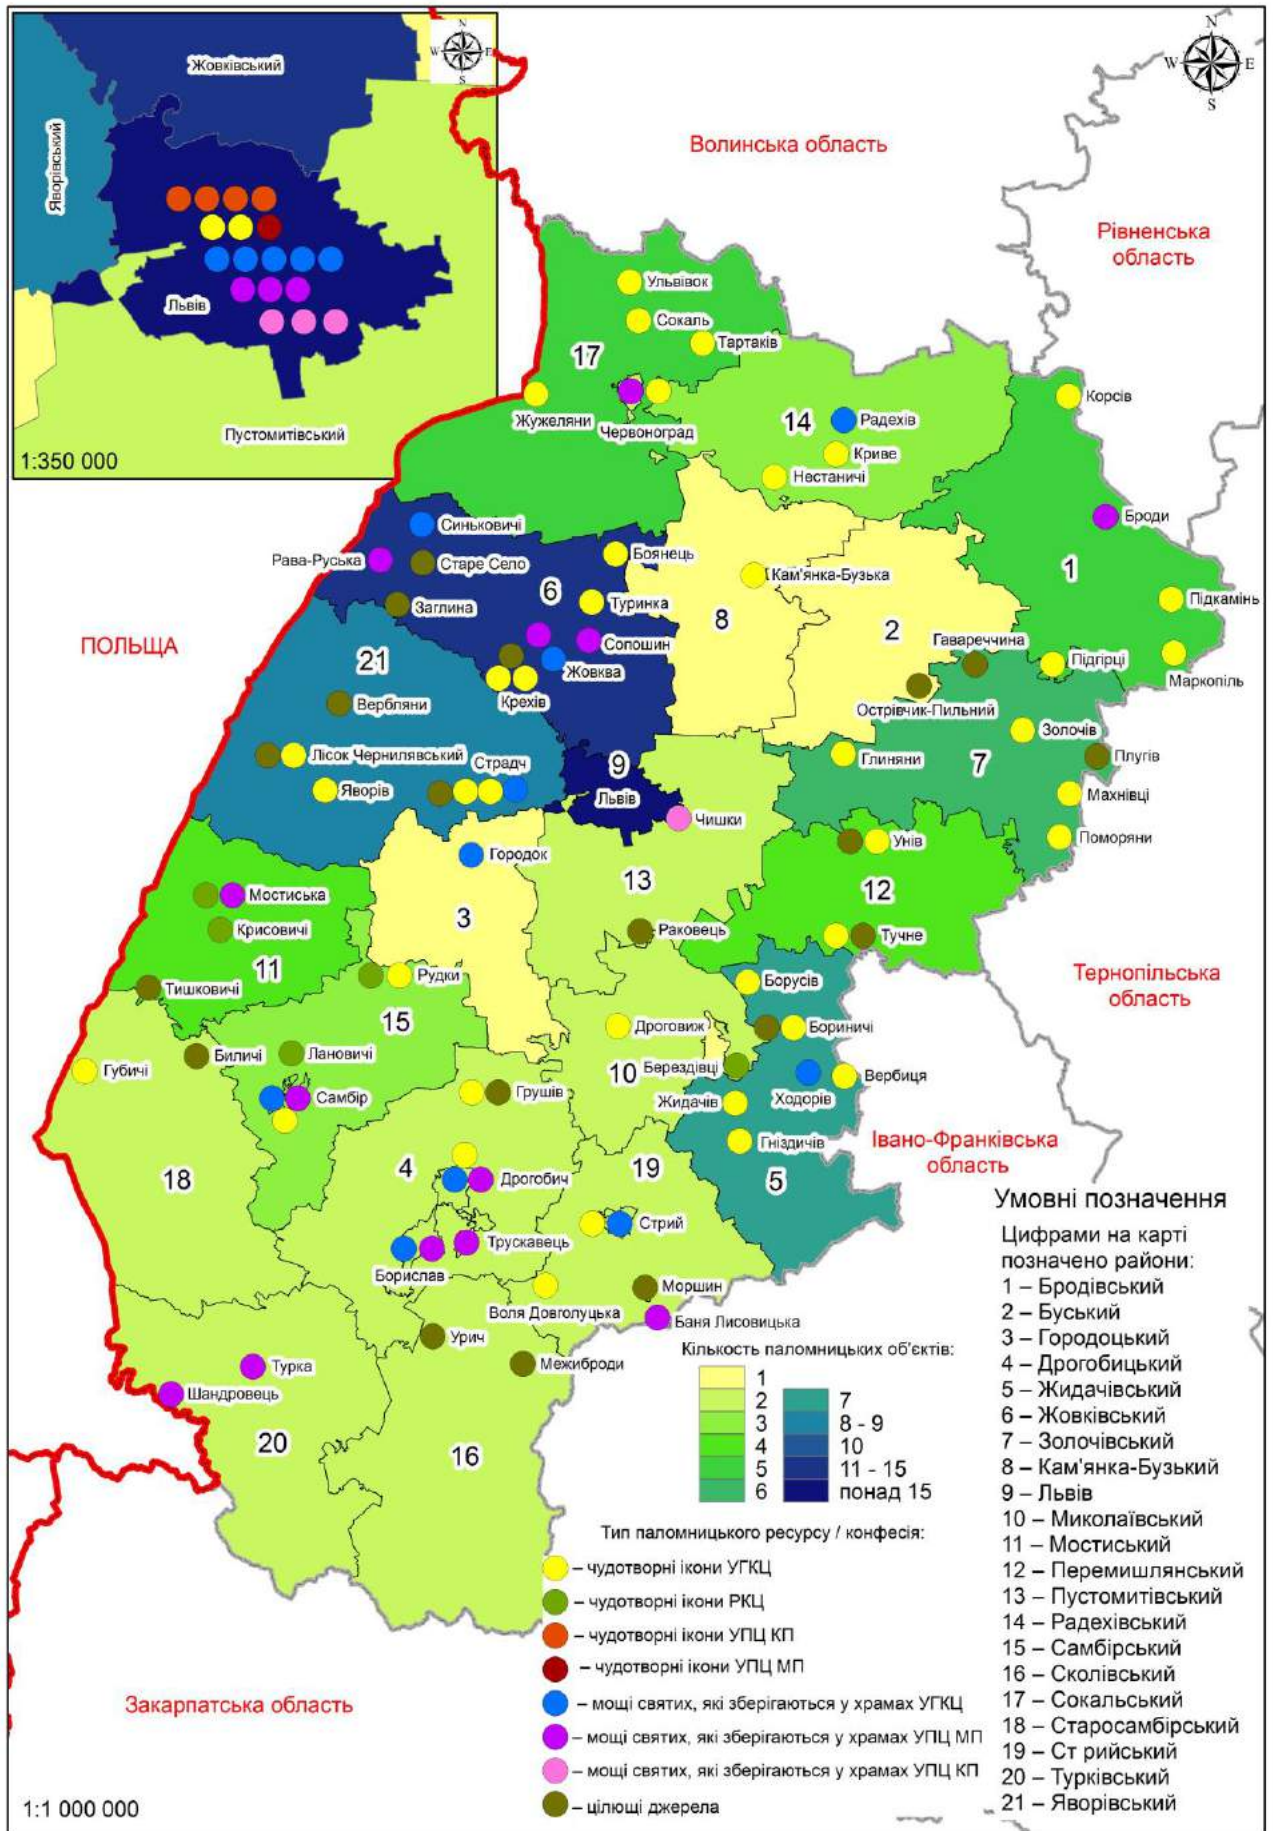 N
W E
S
Жовківський
Яворівський
Львів
Пустомитівський
1:350 000
N
W E
S
Волинська область
Рівненська
область
Ульвівок
Сокаль
Тартаків
17
Жужеляни
Червоноград
14
Радехів
Криве
Нестаничі
Корсів
Броди
Синьковичі
Рава-Руська
Старе Село
Боянець
6
Заглина
Туринка
Кам'янка-Бузька
1
Підкамінь
8
2
ПОЛЬЩА
21
Сопошин
Гавареччина
Підгірці
Жовква
Маркопіль
Крехів
Вербляни
Острівчик-Пильний
Золочів
Лісок Чернилявський
Страдч
9
Глиняни
7
Плугів
Яворів
Львів
Махнівці
Чишки
Поморяни
Городок
Унів
13
12
Мостиська
3
Крисовичі
Раковець
Тучне
11
Рудки
Борусів
Тернопільська
область
Тишковичі
15
Дроговиж
Бориничі
Биличі
Лановичі
Губичі
10
Берездівці
Вербиця
Грушів
Жидачів
Ходорів
Самбір
Гніздичів
Івано-Франківська
область
18
4
19
5
Дрогобич
Стрий
Трускавець
Борислав
Моршин
Воля Довголуцька
Баня Лисовицька
Урич
Межиброди
Турка
Шандровець
20
16
Закарпатська область
1:1 000 000
Кількость паломницьких об'єктів:
1
2
3
4
5
6
7
8 - 9
10
11 - 15
понад 15
Тип паломницького ресурсу / конфесія:
– чудотворні ікони УГКЦ
– чудотворні ікони РКЦ
– чудотворні ікони УПЦ КП
– чудотворні ікони УПЦ МП
– мощі святих, які зберігаються у храмах УГКЦ
– мощі святих, які зберігаються у храмах УПЦ МП
– мощі святих, які зберігаються у храмах УПЦ КП
– цілющі джерела
Умовні позначення
Цифрами на карті
позначено райони:
1 – Бродівський
2 – Буський
3 – Городоцький
4 – Дрогобицький
5 – Жидачівський
6 – Жовківський
7 – Золочівський
8 – Кам'янка-Бузький
9 – Львів
10 – Миколаївський
11 – Мостиський
12 – Перемишлянський
13 – Пустомитівський
14 – Радехівський
15 – Самбірський
16 – Сколівський
17 – Сокальський
18 – Старосамбірський
19 – Ст рийський
20 – Турківський
21 – Яворівський